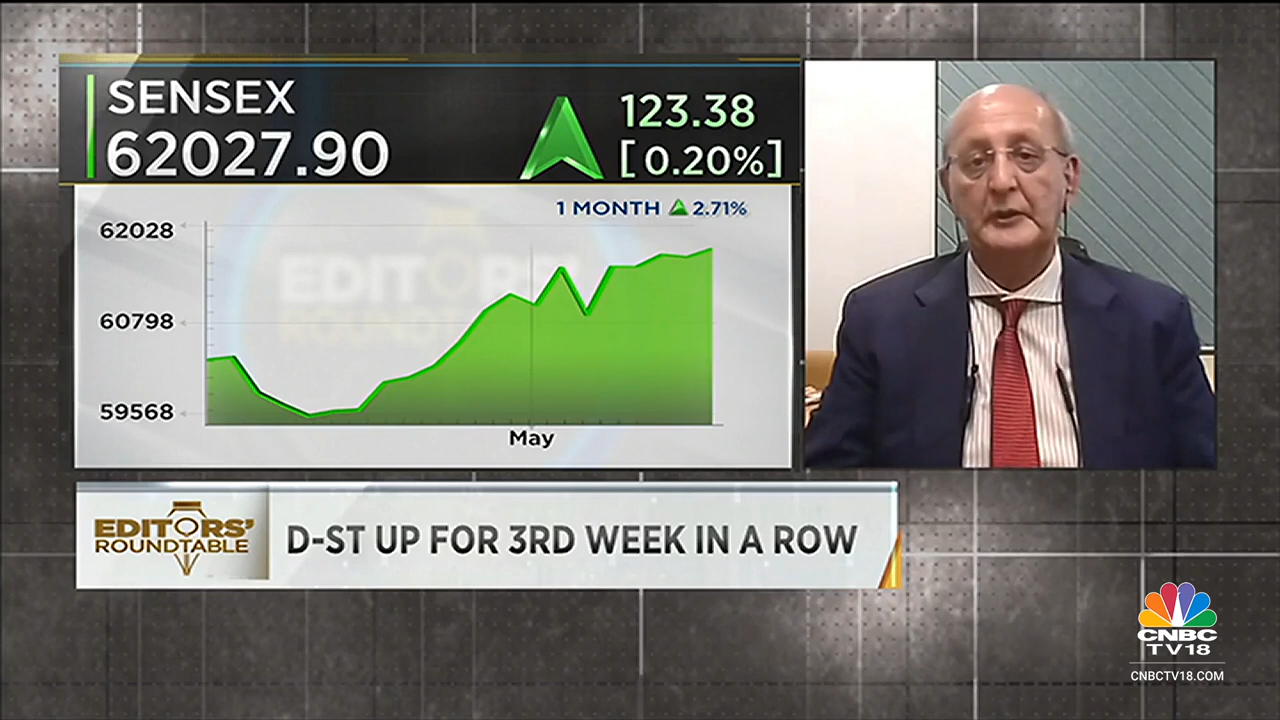 SENSEX
62027.90
123.38
[0.20%]
1 MONTH 2.71%
62028
60798
59568
May
EDITORS'
ROUNDTABLE
D-ST UP FOR 3RD WEEK IN A ROW
CNBC
TV18
CNBCTV18.COM